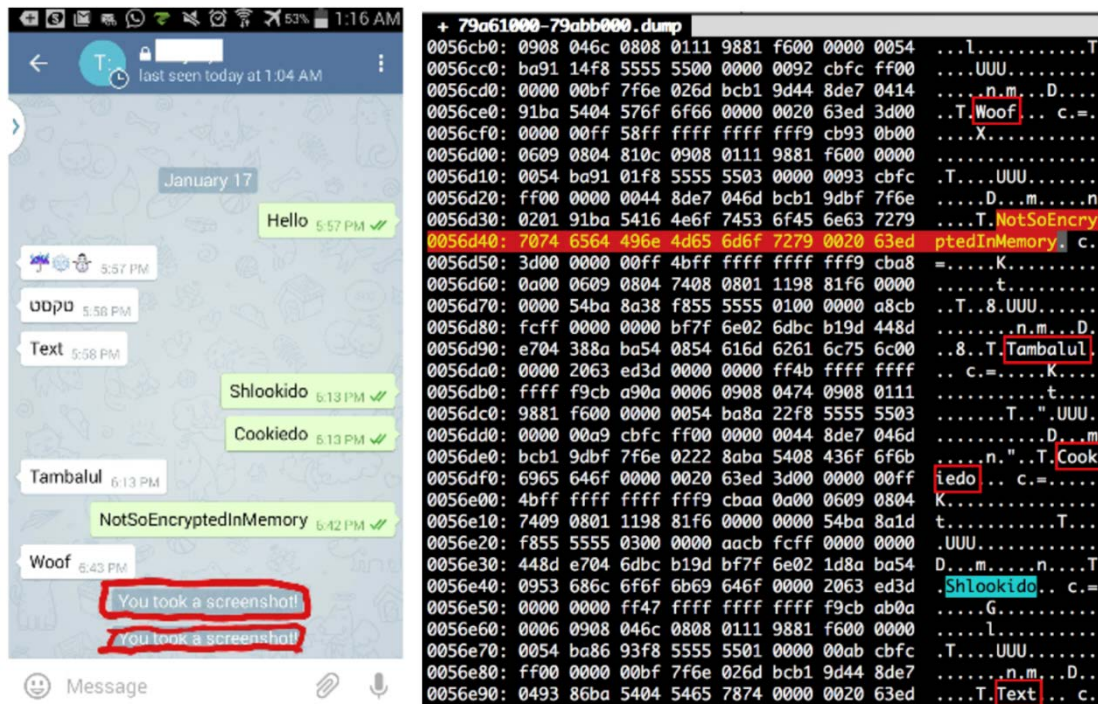 53% 1:16 AM
T:
last seen today at 1:04 AM
January 17
Hello 5:57 PM
5:57 PM
טקסט 5:58 PM
Text 5:58 PM
Shlookido 6:13 PM
Cookiedo 6:13 PM
Tambalul 6:13 PM
NotSoEncryptedInMemory 6:42 PM
Woof 6:43 PM
You took a screenshot!
You took a screenshot!
Message
+ 79a61000-79abb000.dump
0056cb0: 0908 046c 0808 0111 9881 f600 0000 0054 ...l...........T
0056cc0: ba91 14f8 5555 5500 0000 0092 cbfc ff00 ....UUU.........
0056cd0: 0000 00bf 7f6e 026d bcb1 9d44 8de7 0414 .....n.m...D....
0056ce0: 91ba 5404 576f 6f66 0000 0020 63ed 3d00 ..T.Woof... c.=.
0056cf0: 0000 00ff 58ff ffff ffff fff9 cb93 0b00 ....X...........
0056d00: 0609 0804 810c 0908 0111 9881 f600 0000 ................
0056d10: 0054 ba91 01f8 5555 5503 0000 0093 cbfc .T....UUU.......
0056d20: ff00 0000 0044 8de7 046d bcb1 9dbf 7f6e .....D...m.....n
0056d30: 0201 91ba 5416 4e6f 7453 6f45 6e63 7279 ....T.NotSoEncry
0056d40: 7074 6564 496e 4d65 6d6f 7279 0020 63ed ptedInMemory. c.
0056d50: 3d00 0000 00ff 4bff ffff ffff fff9 cba8 =.....K.........
0056d60: 0a00 0609 0804 7408 0801 1198 81f6 0000 ......t.........
0056d70: 0000 54ba 8a38 f855 5555 0100 0000 a8cb ..T..8.UUU......
0056d80: fcff 0000 0000 bf7f 6e02 6dbc b19d 448d ........n.m...D.
0056d90: e704 388a ba54 0854 616d 6261 6c75 6c00 ..8..T.Tambalul.
0056da0: 0000 2063 ed3d 0000 0000 ff4b ffff ffff .. c.=.....K....
0056db0: ffff f9cb a90a 0006 0908 0474 0908 0111 ...........t....
0056dc0: 9881 f600 0000 0054 ba8a 22f8 5555 5503 .......T..".UUU.
0056dd0: 0000 00a9 cbfc ff00 0000 0044 8de7 046d ...........D...m
0056de0: bcb1 9dbf 7f6e 0222 8aba 5408 436f 6f6b .....n."..T.Cook
0056df0: 6965 646f 0000 0020 63ed 3d00 0000 00ff iedo... c.=.....
0056e00: 4bff ffff ffff fff9 cbaa 0a00 0609 0804 K...............
0056e10: 7409 0801 1198 81f6 0000 0000 54ba 8a1d t...........T...
0056e20: f855 5555 0300 0000 aacb fcff 0000 0000 .UUU............
0056e30: 448d e704 6dbc b19d bf7f 6e02 1d8a ba54 D...m.....n....T
0056e40: 0953 686c 6f6f 6b69 646f 0000 2063 ed3d .Shlookido.. c.=
0056e50: 0000 0000 ff47 ffff ffff ffff f9cb ab0a .....G..........
0056e60: 0006 0908 046c 0808 0111 9881 f600 0000 .....l..........
0056e70: 0054 ba86 93f8 5555 5501 0000 00ab cbfc .T....UUU.......
0056e80: ff00 0000 00bf 7f6e 026d bcb1 9d44 8de7 .......n.m...D..
0056e90: 0493 86ba 5404 5465 7874 0000 0020 63ed ....T.Text... c.